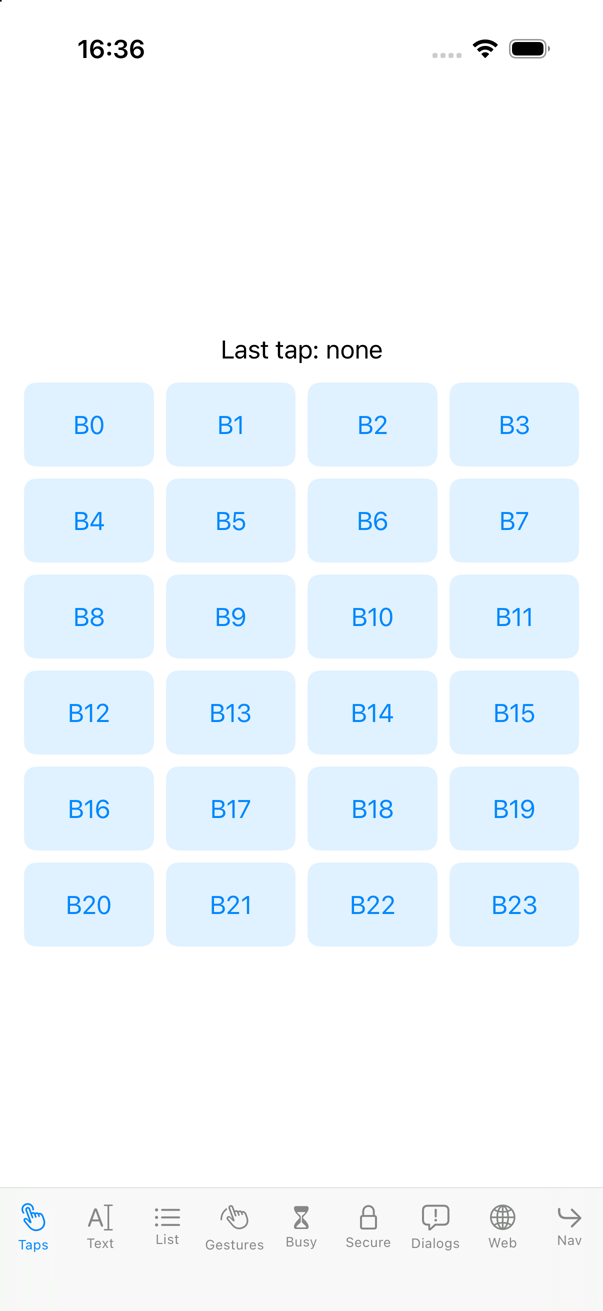 16:36
Last tap: none
B0 B1 B2 B3
B4 B5 B6 B7
B8 B9 B10 B11
B12 B13 B14 B15
B16 B17 B18 B19
B20 B21 B22 B23
Taps Text List Gestures Busy Secure Dialogs Web Nav